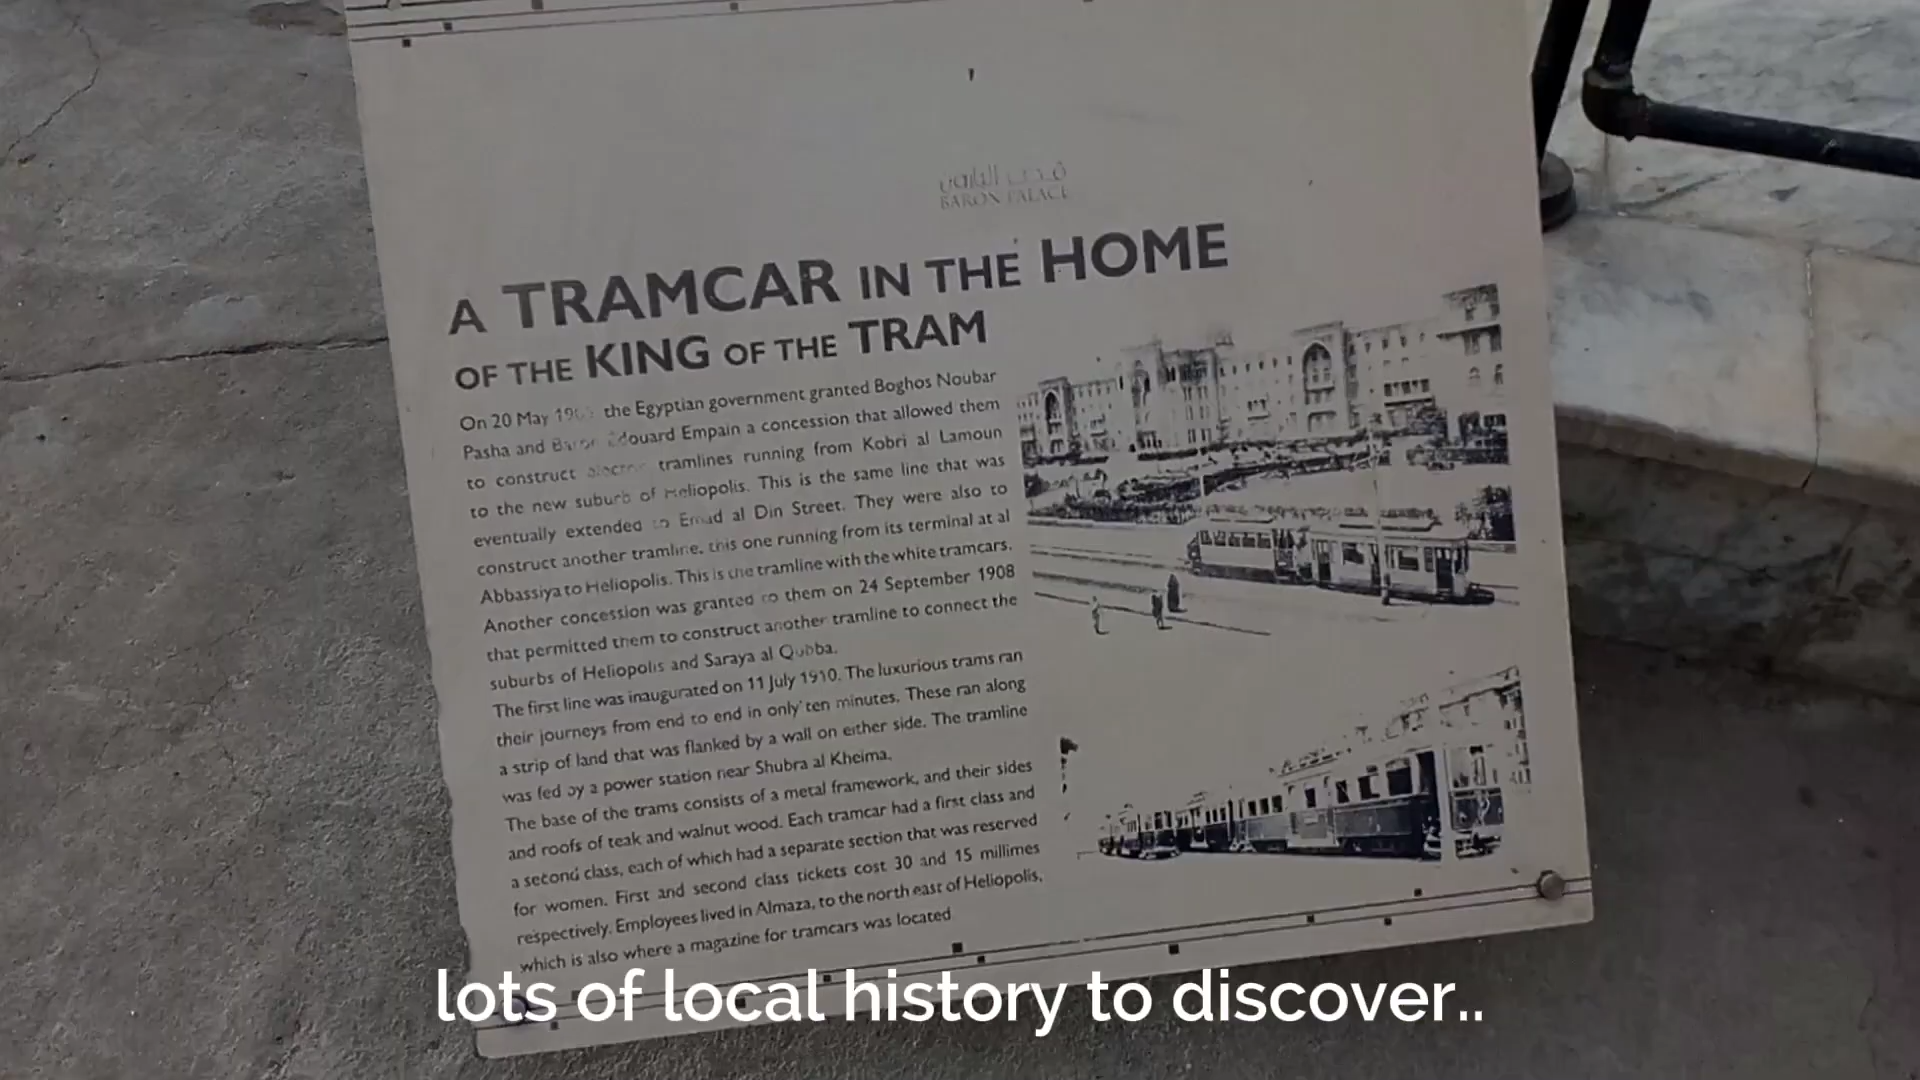 BARON PALACE
A TRAMCAR IN THE HOME
OF THE KING OF THE TRAM
On 20 May the Egyptian government granted Boghos Noubar
Pasha and Baron Edouard Empain a concession that allowed them
to construct electric tramlines running from Kobri al Lamoun
to the new suburb of Heliopolis. This is the same line that was
eventually extended to Emad al Din Street. They were also to
construct another tramline, this one running from its terminal at al
Abbassiya to Heliopolis. This is the tramline with the white tramcars.
Another concession was granted to them on 24 September 1908
that permitted them to construct another tramline to connect the
suburbs of Heliopolis and Saraya al Qubba.
The first line was inaugurated on 11 July 1910. The luxurious trams ran
their journeys from end to end in only ten minutes. These ran along
a strip of land that was flanked by a wall on either side. The tramline
was fed by a power station near Shubra al Kheima.
The base of the trams consists of a metal framework, and their sides
and roofs of teak and walnut wood. Each tramcar had a first class and
a second class, each of which had a separate section that was reserved
for women. First and second class tickets cost 30 and 15 millimes
respectively. Employees lived in Almaza, to the north east of Heliopolis,
which is also where a magazine for tramcars was located
lots of local history to discover..